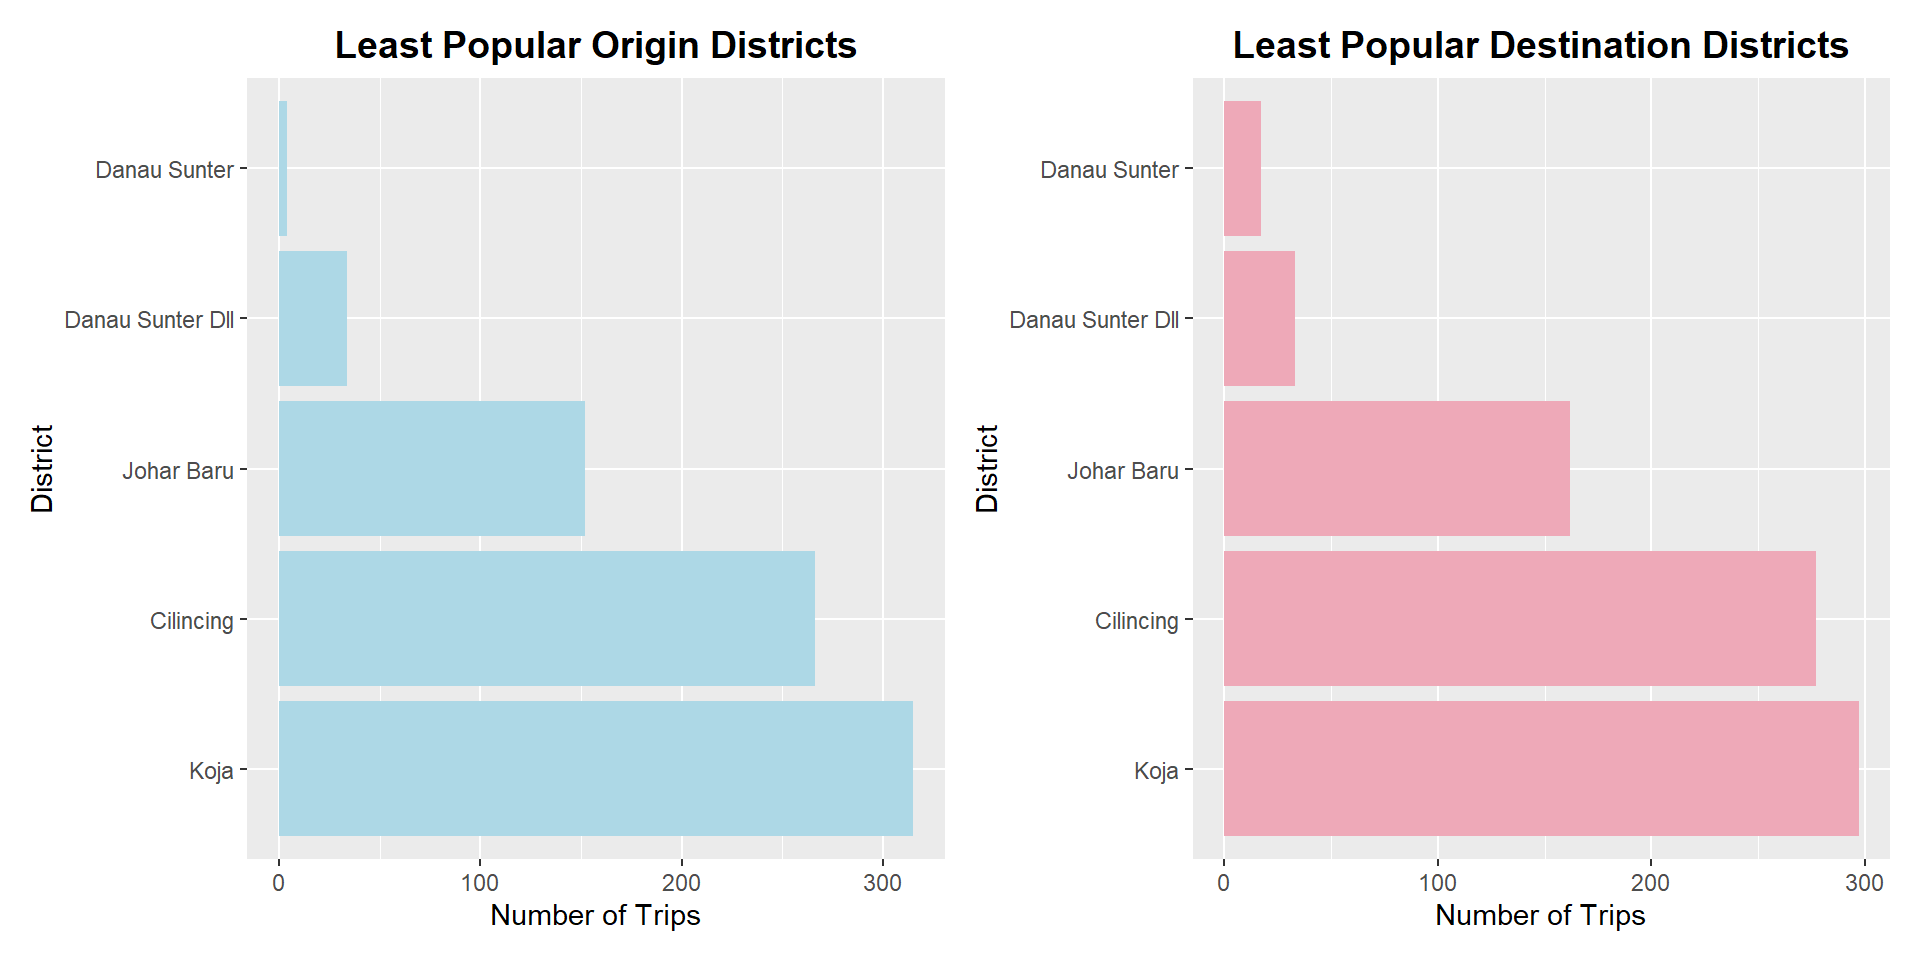 Least Popular Origin Districts
District
Danau Sunter
Danau Sunter Dll
Johar Baru
Cilincing
Koja
0 100 200 300
Number of Trips
Least Popular Destination Districts
District
Danau Sunter
Danau Sunter Dll
Johar Baru
Cilincing
Koja
0 100 200 300
Number of Trips